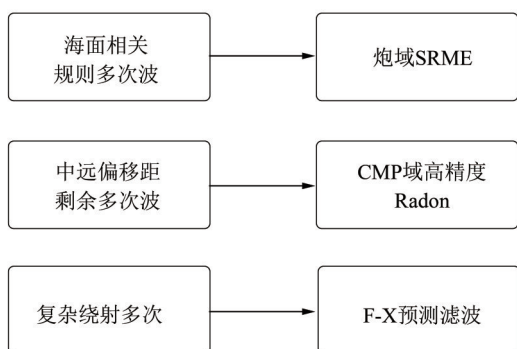 海面相关
规则多次波
炮域SRME
中远偏移距
剩余多次波
CMP域高精度
Radon
复杂绕射多次
F-X预测滤波